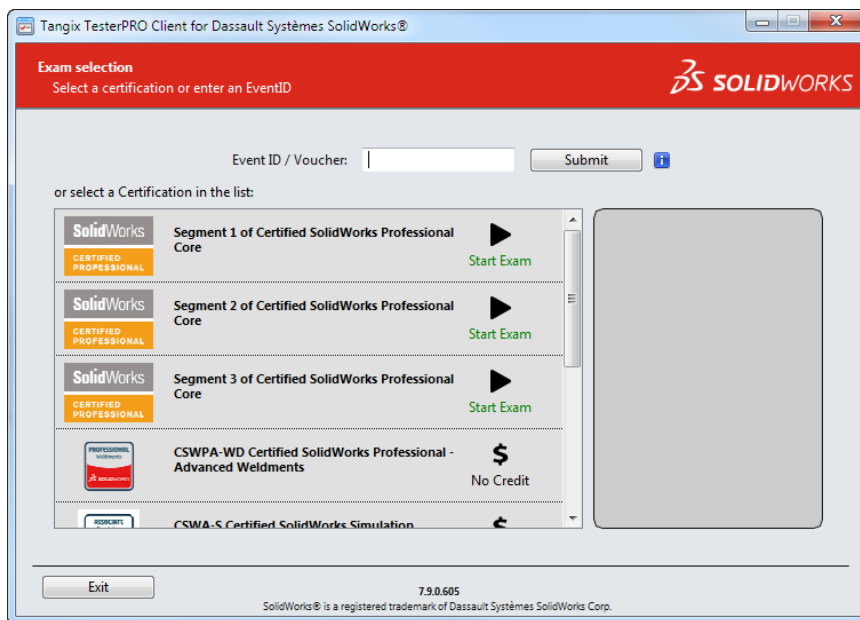 Tangix TesterPRO Client for Dassault Systèmes SolidWorks®
Exam selection
Select a certification or enter an EventID
SOLIDWORKS
Event ID / Voucher:
Submit
or select a Certification in the list:
SolidWorks
CERTIFIED
PROFESSIONAL
Segment 1 of Certified SolidWorks Professional
Core
Start Exam
SolidWorks
CERTIFIED
PROFESSIONAL
Segment 2 of Certified SolidWorks Professional
Core
Start Exam
SolidWorks
CERTIFIED
PROFESSIONAL
Segment 3 of Certified SolidWorks Professional
Core
Start Exam
PROFESSIONAL
Weldments
SOLIDWORKS
CSWPA-WD Certified SolidWorks Professional -
Advanced Weldments
$
No Credit
ASSOCIATE
CSWA-S Certified SolidWorks Simulation
$
Exit
7.9.0.605
SolidWorks® is a registered trademark of Dassault Systèmes SolidWorks Corp.